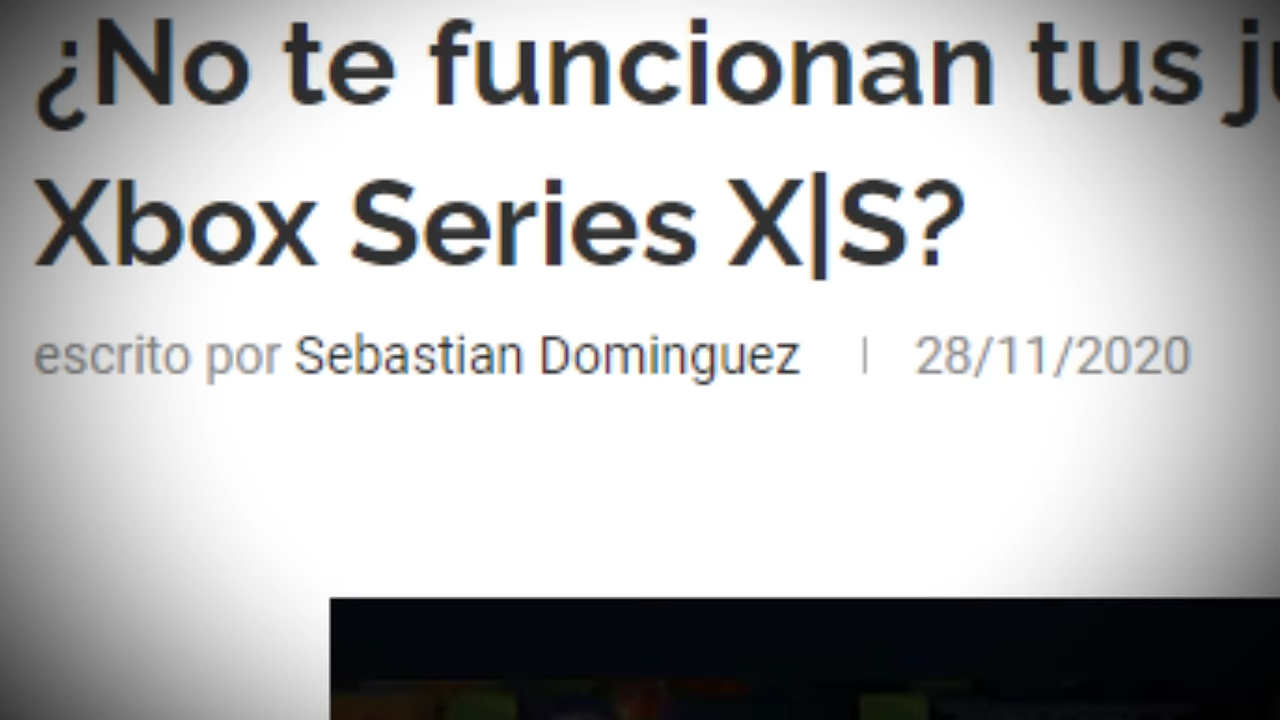 ¿No te funcionan tus
Xbox Series X|S?
escrito por Sebastian Dominguez | 28/11/2020